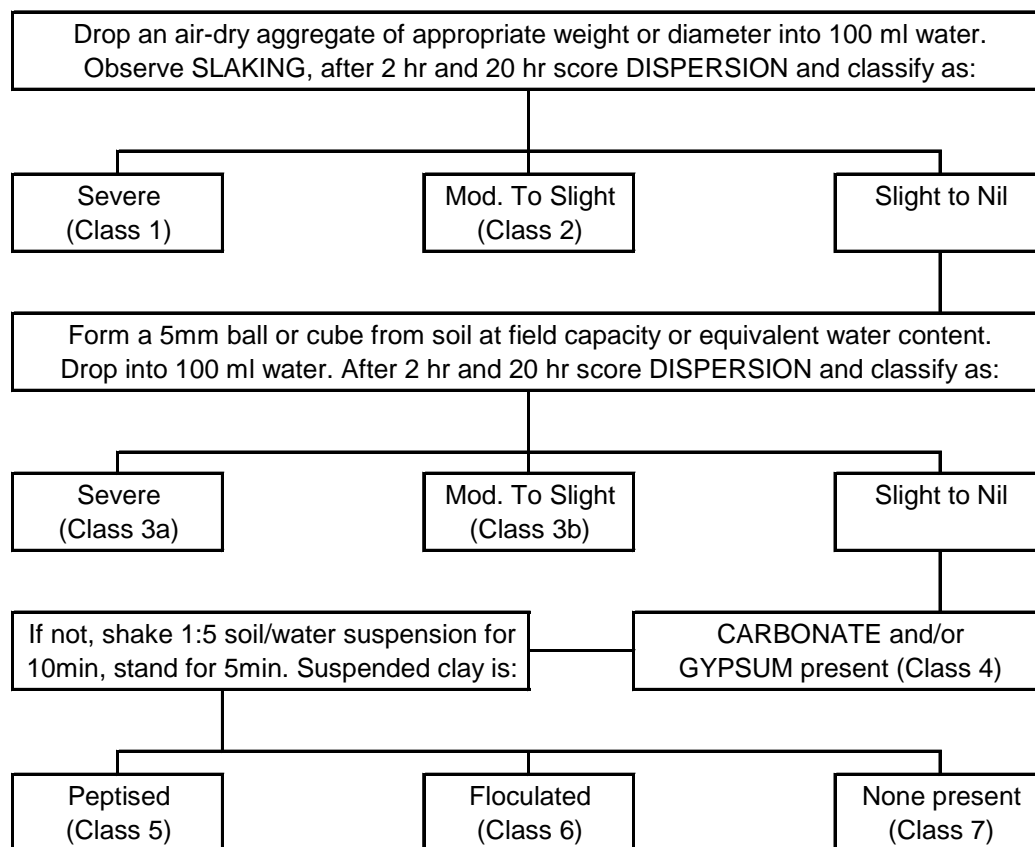 Drop an air-dry aggregate of appropriate weight or diameter into 100 ml water.
Observe SLAKING, after 2 hr and 20 hr score DISPERSION and classify as:
Severe
(Class 1)
Mod. To Slight
(Class 2)
Slight to Nil
Form a 5mm ball or cube from soil at field capacity or equivalent water content.
Drop into 100 ml water. After 2 hr and 20 hr score DISPERSION and classify as:
Severe
(Class 3a)
Mod. To Slight
(Class 3b)
Slight to Nil
If not, shake 1:5 soil/water suspension for
10min, stand for 5min. Suspended clay is:
CARBONATE and/or
GYPSUM present (Class 4)
Peptised
(Class 5)
Floculated
(Class 6)
None present
(Class 7)